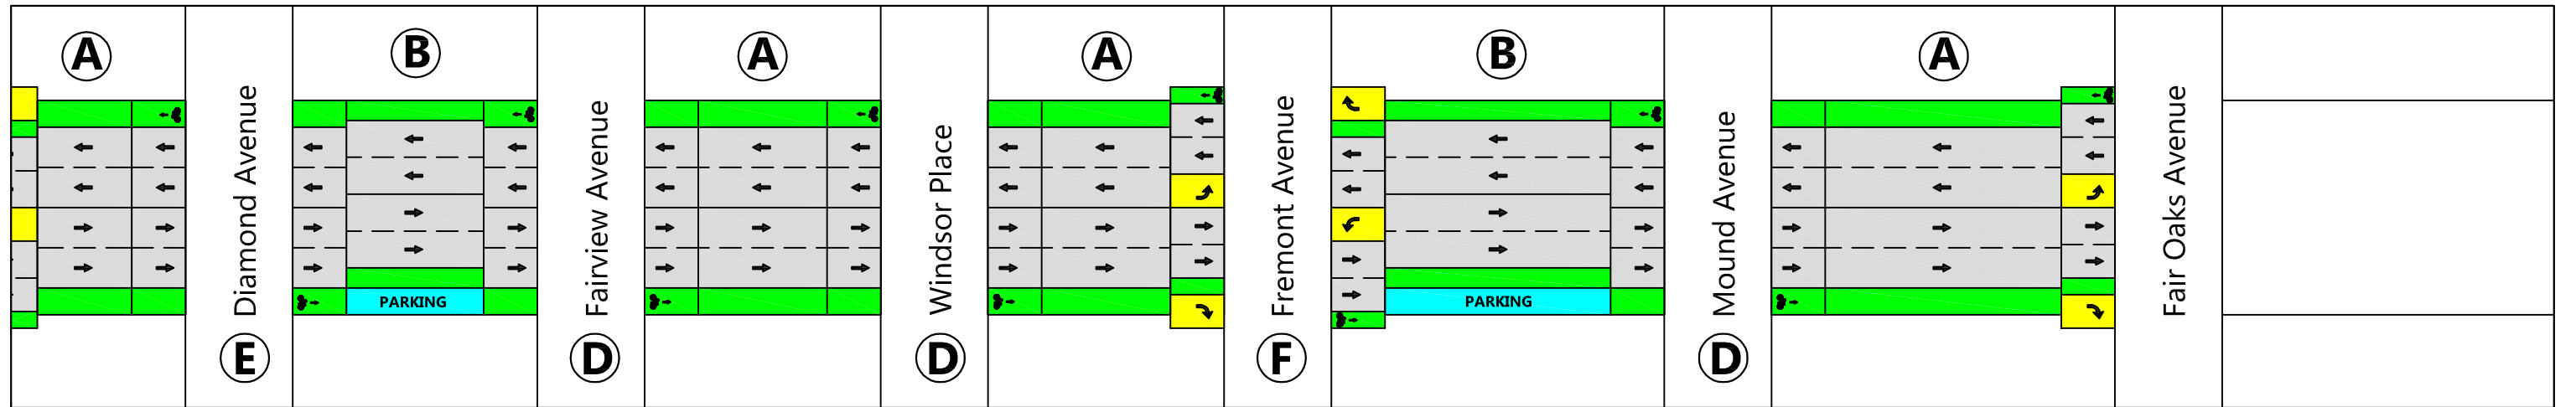 A
Diamond Avenue
E
B
PARKING
Fairview Avenue
D
A
Windsor Place
D
A
Fremont Avenue
F
B
PARKING
Mound Avenue
D
A
Fair Oaks Avenue